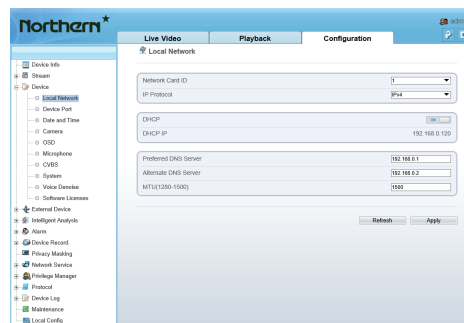 Northern
adm
Live Video
Playback
Configuration
Local Network
Device Info
Stream
Device
Local Network
Device Port
Date and Time
Camera
OSD
Microphone
CVBS
System
Voice Denoise
Software Licenses
External Device
Intelligent Analysis
Alarm
Device Record
Privacy Masking
Network Service
Privilege Manager
Protocol
Device Log
Maintenance
Local Config
Network Card ID 1
IP Protocol IPv4
DHCP
DHCP IP 192.168.0.120
Preferred DNS Server 192.168.0.1
Alternate DNS Server 192.168.0.2
MTU(1280-1500) 1500
Refresh Apply